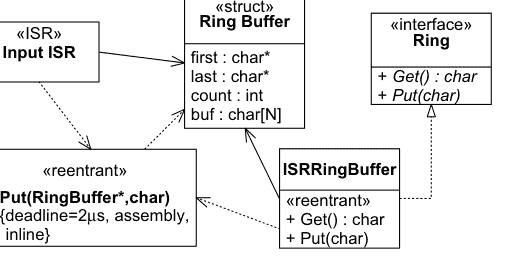 «ISR»
Input ISR
«struct»
Ring Buffer
first : char*
last : char*
count : int
buf : char[N]
«interface»
Ring
+ Get() : char
+ Put(char)
«reentrant»
Put(RingBuffer*,char)
{deadline=2μs, assembly,
inline}
ISRRingBuffer
«reentrant»
+ Get() : char
+ Put(char)